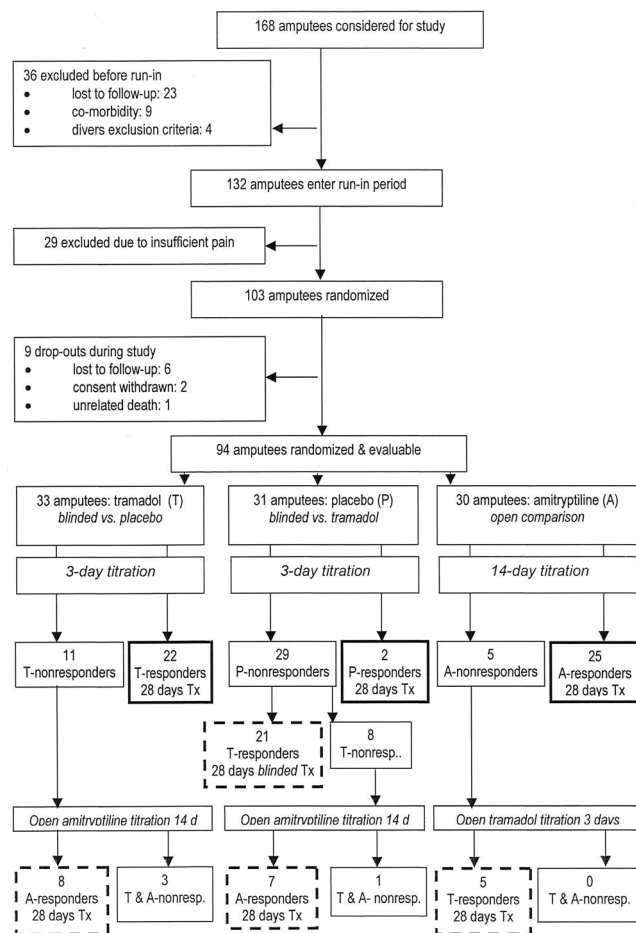 168 amputees considered for study
36 excluded before run-in
• lost to follow-up: 23
• co-morbidity: 9
• divers exclusion criteria: 4
132 amputees enter run-in period
29 excluded due to insufficient pain
103 amputees randomized
9 drop-outs during study
• lost to follow-up: 6
• consent withdrawn: 2
• unrelated death: 1
94 amputees randomized & evaluable
33 amputees: tramadol (T)
blinded vs. placebo
31 amputees: placebo (P)
blinded vs. tramadol
30 amputees: amitryptiline (A)
open comparison
3-day titration
3-day titration
14-day titration
11
T-nonresponders
22
T-responders
28 days Tx
29
P-nonresponders
2
P-responders
28 days Tx
5
A-nonresponders
25
A-responders
28 days Tx
21
T-responders
28 days blinded Tx
8
T-nonresp..
Open amitryptiline titration 14 d
Open amitryptiline titration 14 d
Open tramadol titration 3 days
8
A-responders
28 days Tx
3
T & A-nonresp.
7
A-responders
28 days Tx
1
T & A- nonresp.
5
T-responders
28 days Tx
0
T & A-nonresp.